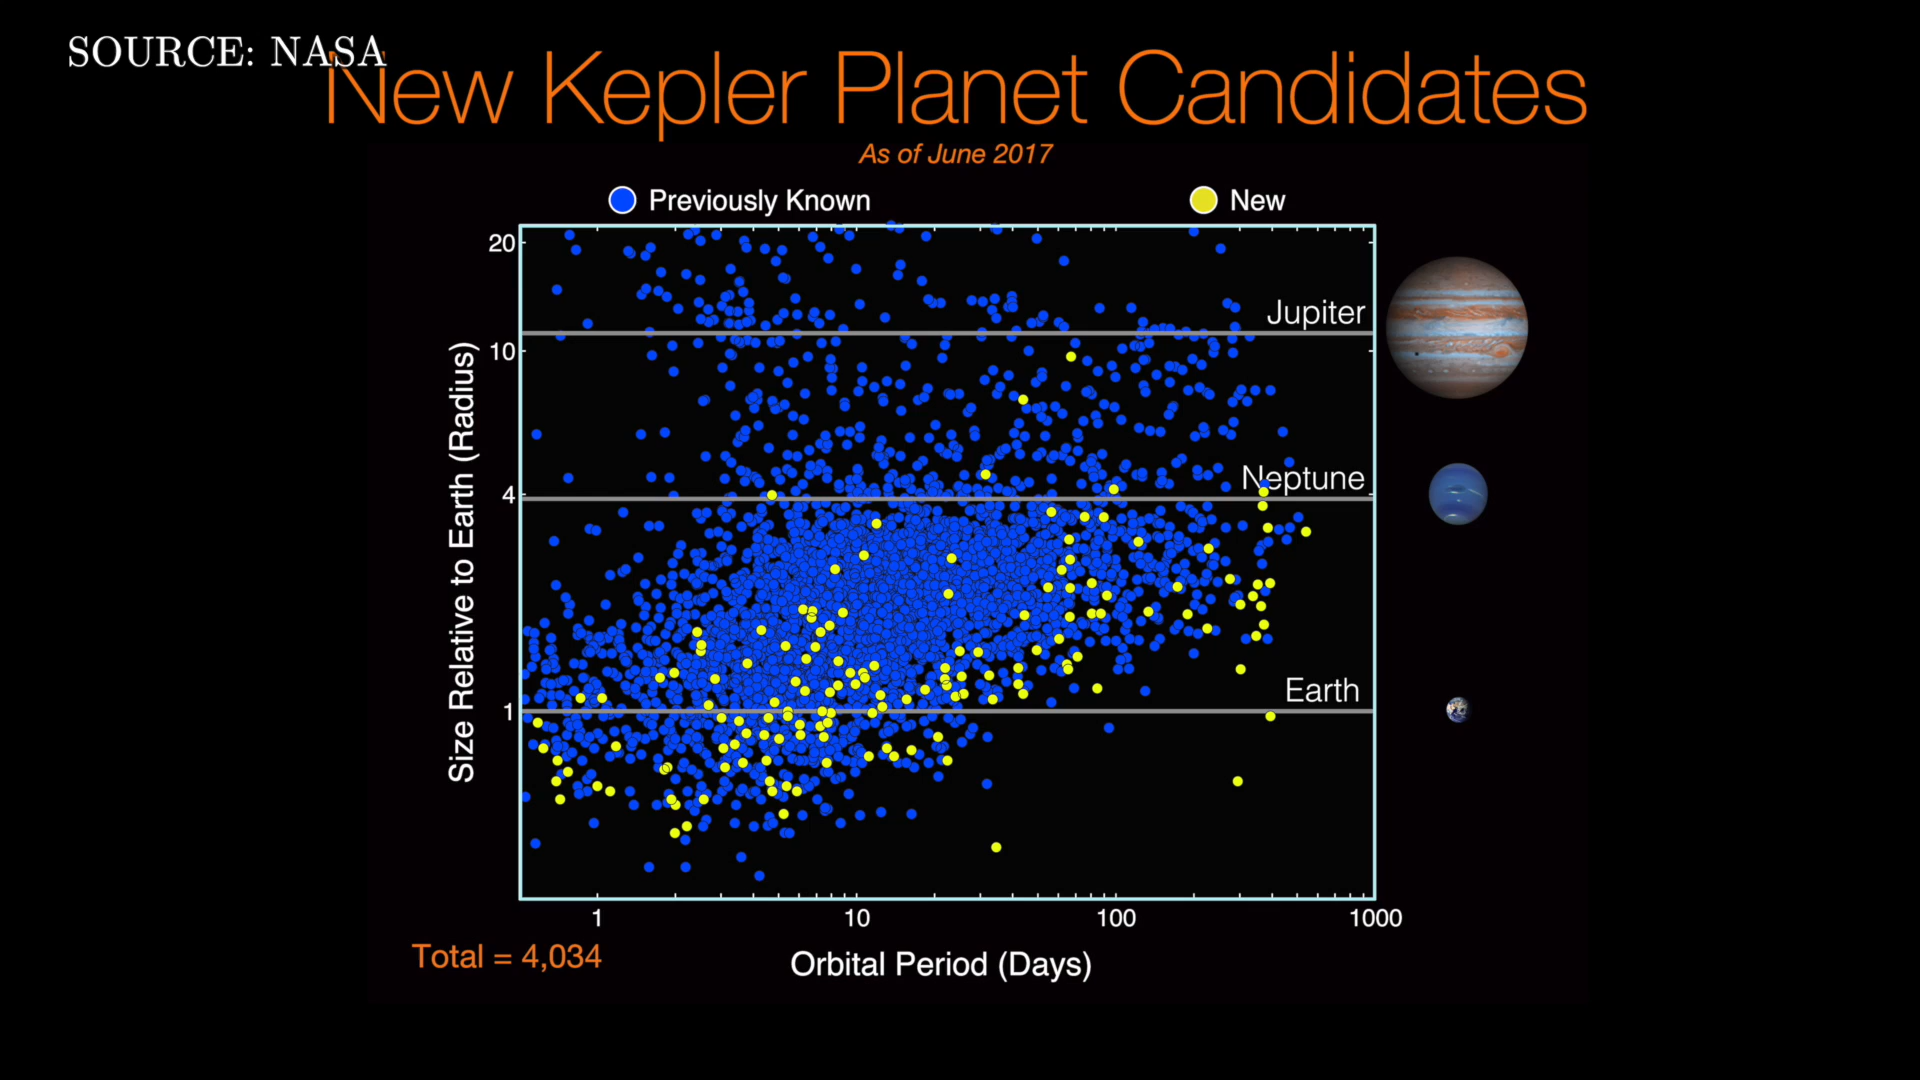 SOURCE: NASA
New Kepler Planet Candidates
As of June 2017
Previously Known
New
20
10
4
1
Size Relative to Earth (Radius)
Jupiter
Neptune
Earth
1
10
100
1000
Orbital Period (Days)
Total = 4,034